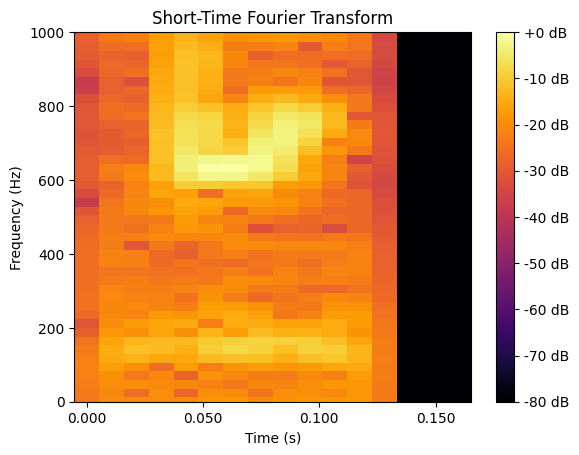 Short-Time Fourier Transform
1000
800
600
400
200
0
Frequency (Hz)
0.000
0.050
0.100
0.150
Time (s)
+0 dB
-10 dB
-20 dB
-30 dB
-40 dB
-50 dB
-60 dB
-70 dB
-80 dB